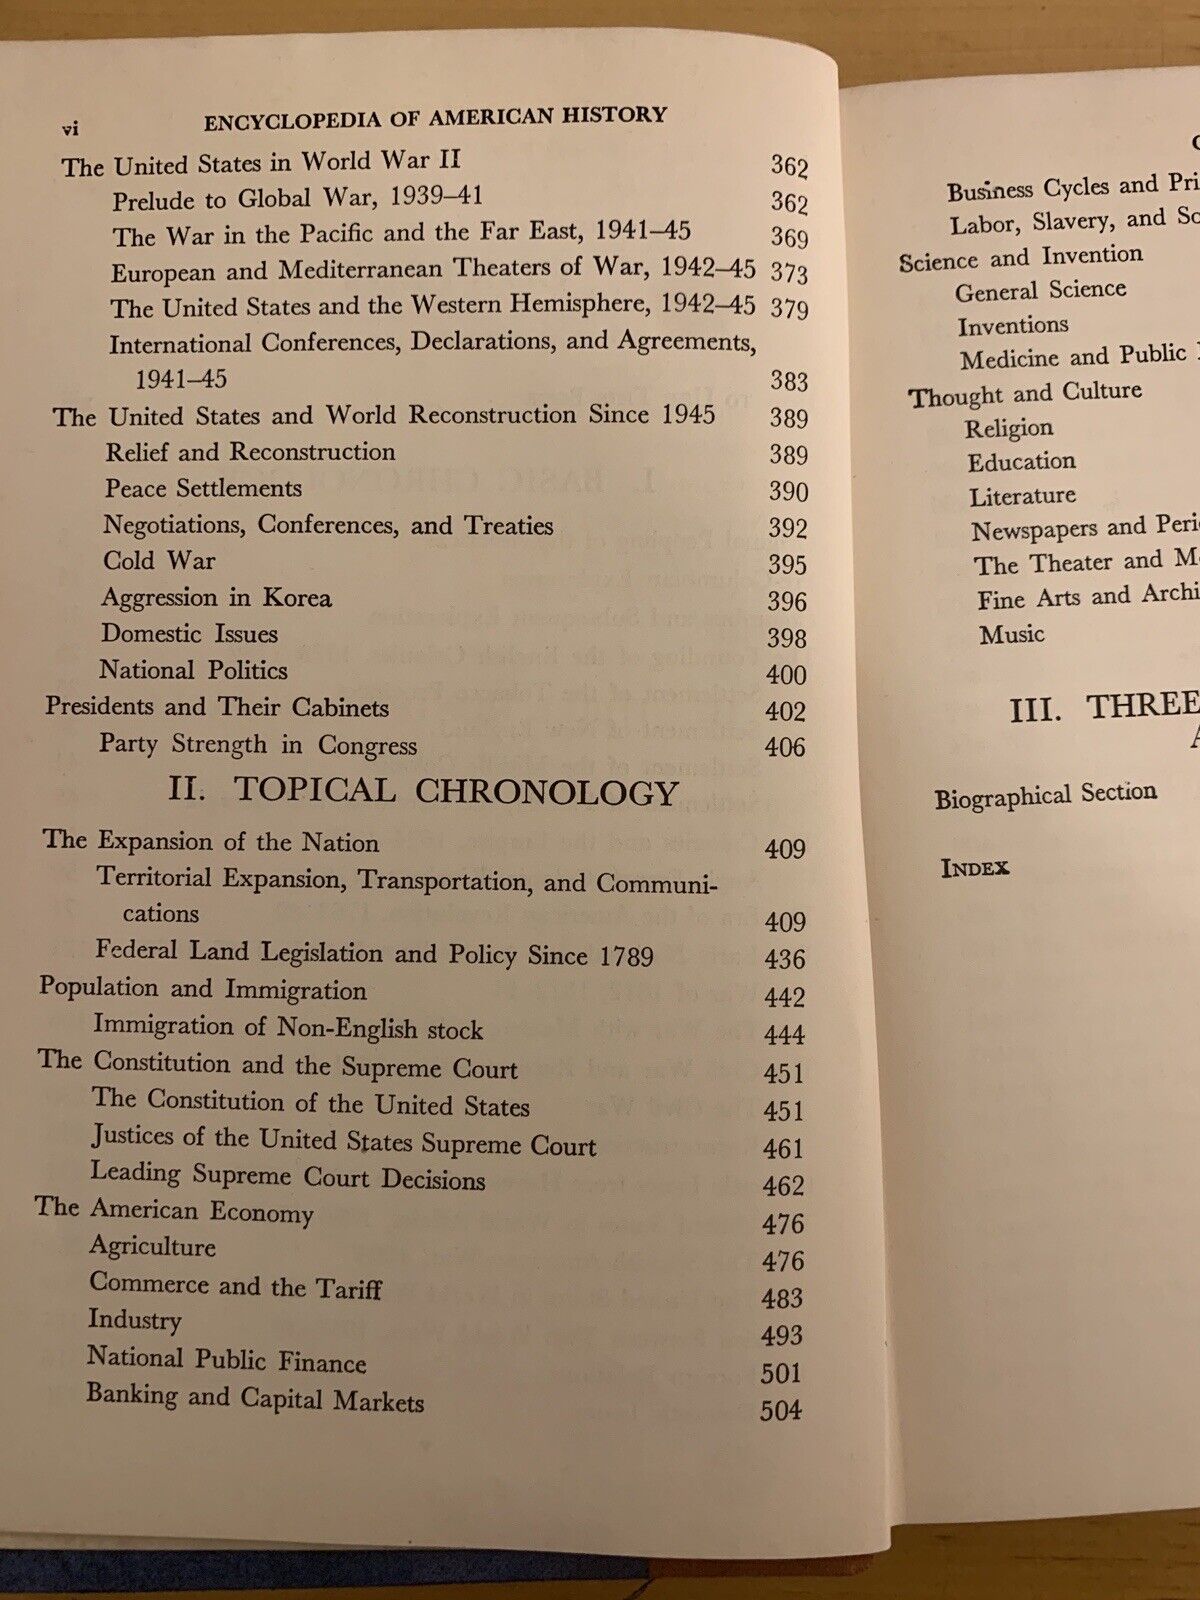 vi ENCYCLOPEDIA OF AMERICAN HISTORY
The United States in World War II 362
Prelude to Global War, 1939–41 362
The War in the Pacific and the Far East, 1941–45 369
European and Mediterranean Theaters of War, 1942–45 373
The United States and the Western Hemisphere, 1942–45 379
International Conferences, Declarations, and Agreements,
1941–45 383
The United States and World Reconstruction Since 1945 389
Relief and Reconstruction 389
Peace Settlements 390
Negotiations, Conferences, and Treaties 392
Cold War 395
Aggression in Korea 396
Domestic Issues 398
National Politics 400
Presidents and Their Cabinets 402
Party Strength in Congress 406
II. TOPICAL CHRONOLOGY
The Expansion of the Nation 409
Territorial Expansion, Transportation, and Communi-
cations 409
Federal Land Legislation and Policy Since 1789 436
Population and Immigration 442
Immigration of Non-English stock 444
The Constitution and the Supreme Court 451
The Constitution of the United States 451
Justices of the United States Supreme Court 461
Leading Supreme Court Decisions 462
The American Economy 476
Agriculture 476
Commerce and the Tariff 483
Industry 493
National Public Finance 501
Banking and Capital Markets 504
Business Cycles and Pri
Labor, Slavery, and So
Science and Invention
General Science
Inventions
Medicine and Public
Thought and Culture
Religion
Education
Literature
Newspapers and Peri
The Theater and M
Fine Arts and Archi
Music
III. THREE
Biographical Section
INDEX